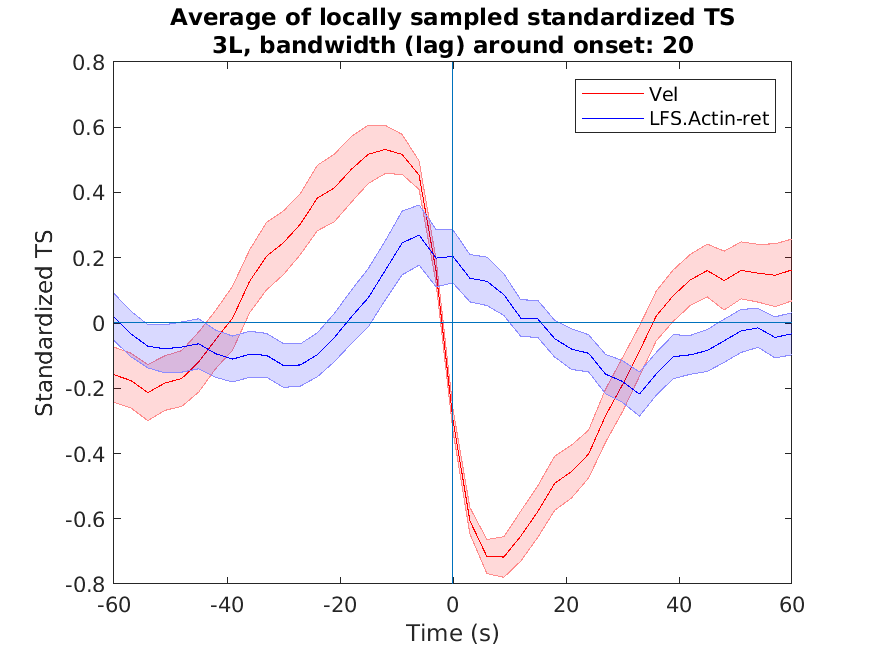 Average of locally sampled standardized TS
3L, bandwidth (lag) around onset: 20
Vel
LFS.Actin-ret
0.8
0.6
0.4
0.2
0
-0.2
-0.4
-0.6
-0.8
Standardized TS
-60
-40
-20
0
20
40
60
Time (s)